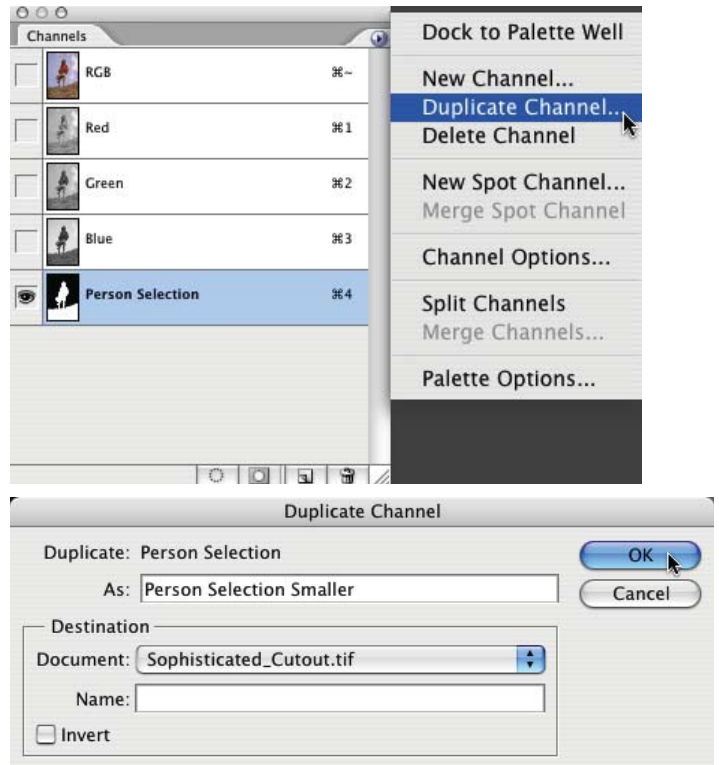 Channels
RGB ⌘~
Red ⌘1
Green ⌘2
Blue ⌘3
Person Selection ⌘4
Dock to Palette Well
New Channel...
Duplicate Channel...
Delete Channel
New Spot Channel...
Merge Spot Channel
Channel Options...
Split Channels
Merge Channels...
Palette Options...
Duplicate Channel
Duplicate: Person Selection
OK
As: Person Selection Smaller
Cancel
Destination
Document: Sophisticated_Cutout.tif
Name:
Invert